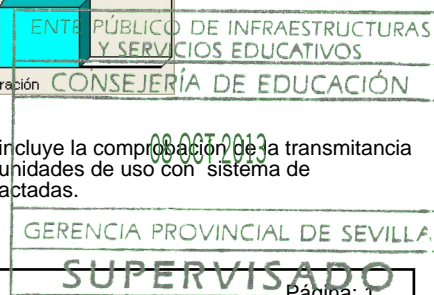 ENTE PÚBLICO DE INFRAESTRUCTURAS
Y SERVICIOS EDUCATIVOS
ración
CONSEJERÍA DE EDUCACIÓN
08 OCT 2013
incluye la comprobación de la transmitancia
unidades de uso con sistema de
actadas.
GERENCIA PROVINCIAL DE SEVILLA
SUPERVISADO
Página: 1